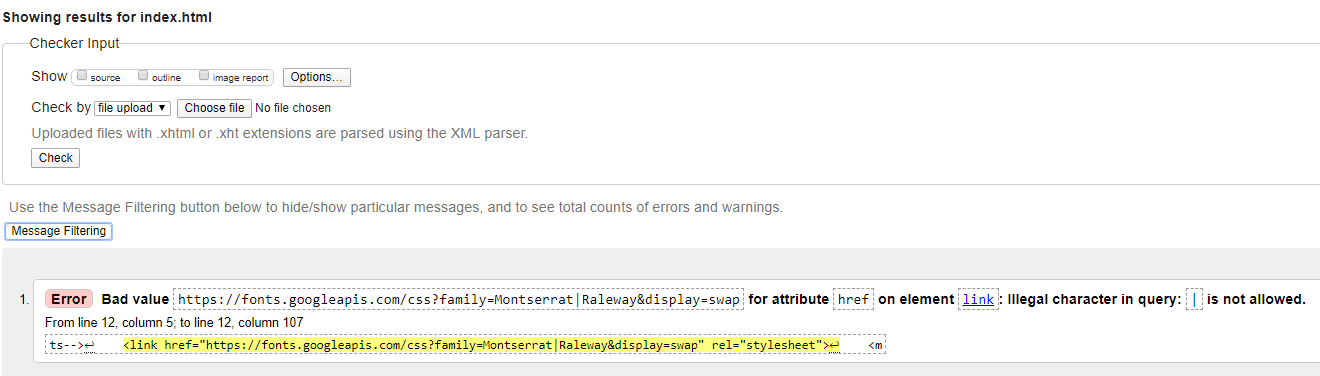 Showing results for index.html
Checker Input
Show source outline image report Options...
Check by file upload ▼ Choose file No file chosen
Uploaded files with .xhtml or .xht extensions are parsed using the XML parser.
Check
Use the Message Filtering button below to hide/show particular messages, and to see total counts of errors and warnings.
Message Filtering
1. Error Bad value https://fonts.googleapis.com/css?family=Montserrat|Raleway&display=swap for attribute href on element link: Illegal character in query: | is not allowed.
From line 12, column 5; to line 12, column 107
ts-->↩ <link href="https://fonts.googleapis.com/css?family=Montserrat|Raleway&display=swap" rel="stylesheet">↩ <m